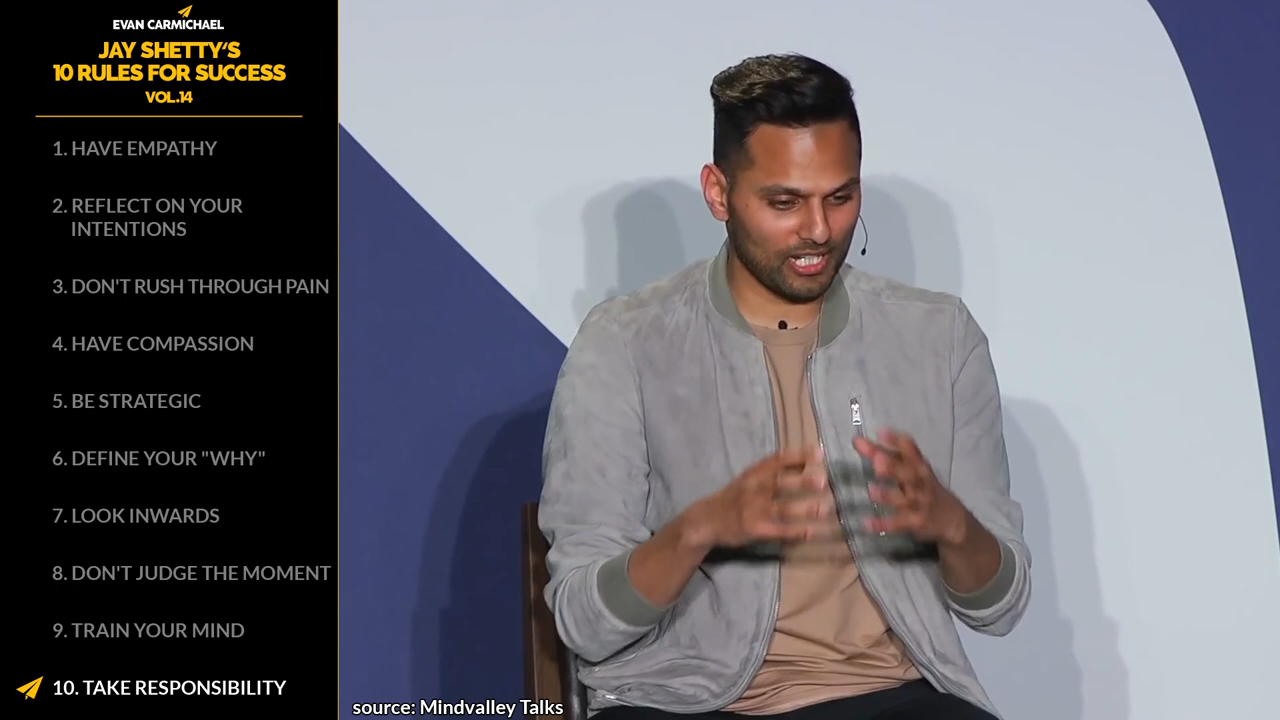 EVAN CARMICHAEL
JAY SHETTY'S
10 RULES FOR SUCCESS
VOL.14
1. HAVE EMPATHY
2. REFLECT ON YOUR
INTENTIONS
3. DON'T RUSH THROUGH PAIN
4. HAVE COMPASSION
5. BE STRATEGIC
6. DEFINE YOUR "WHY"
7. LOOK INWARDS
8. DON'T JUDGE THE MOMENT
9. TRAIN YOUR MIND
10. TAKE RESPONSIBILITY
source: Mindvalley Talks